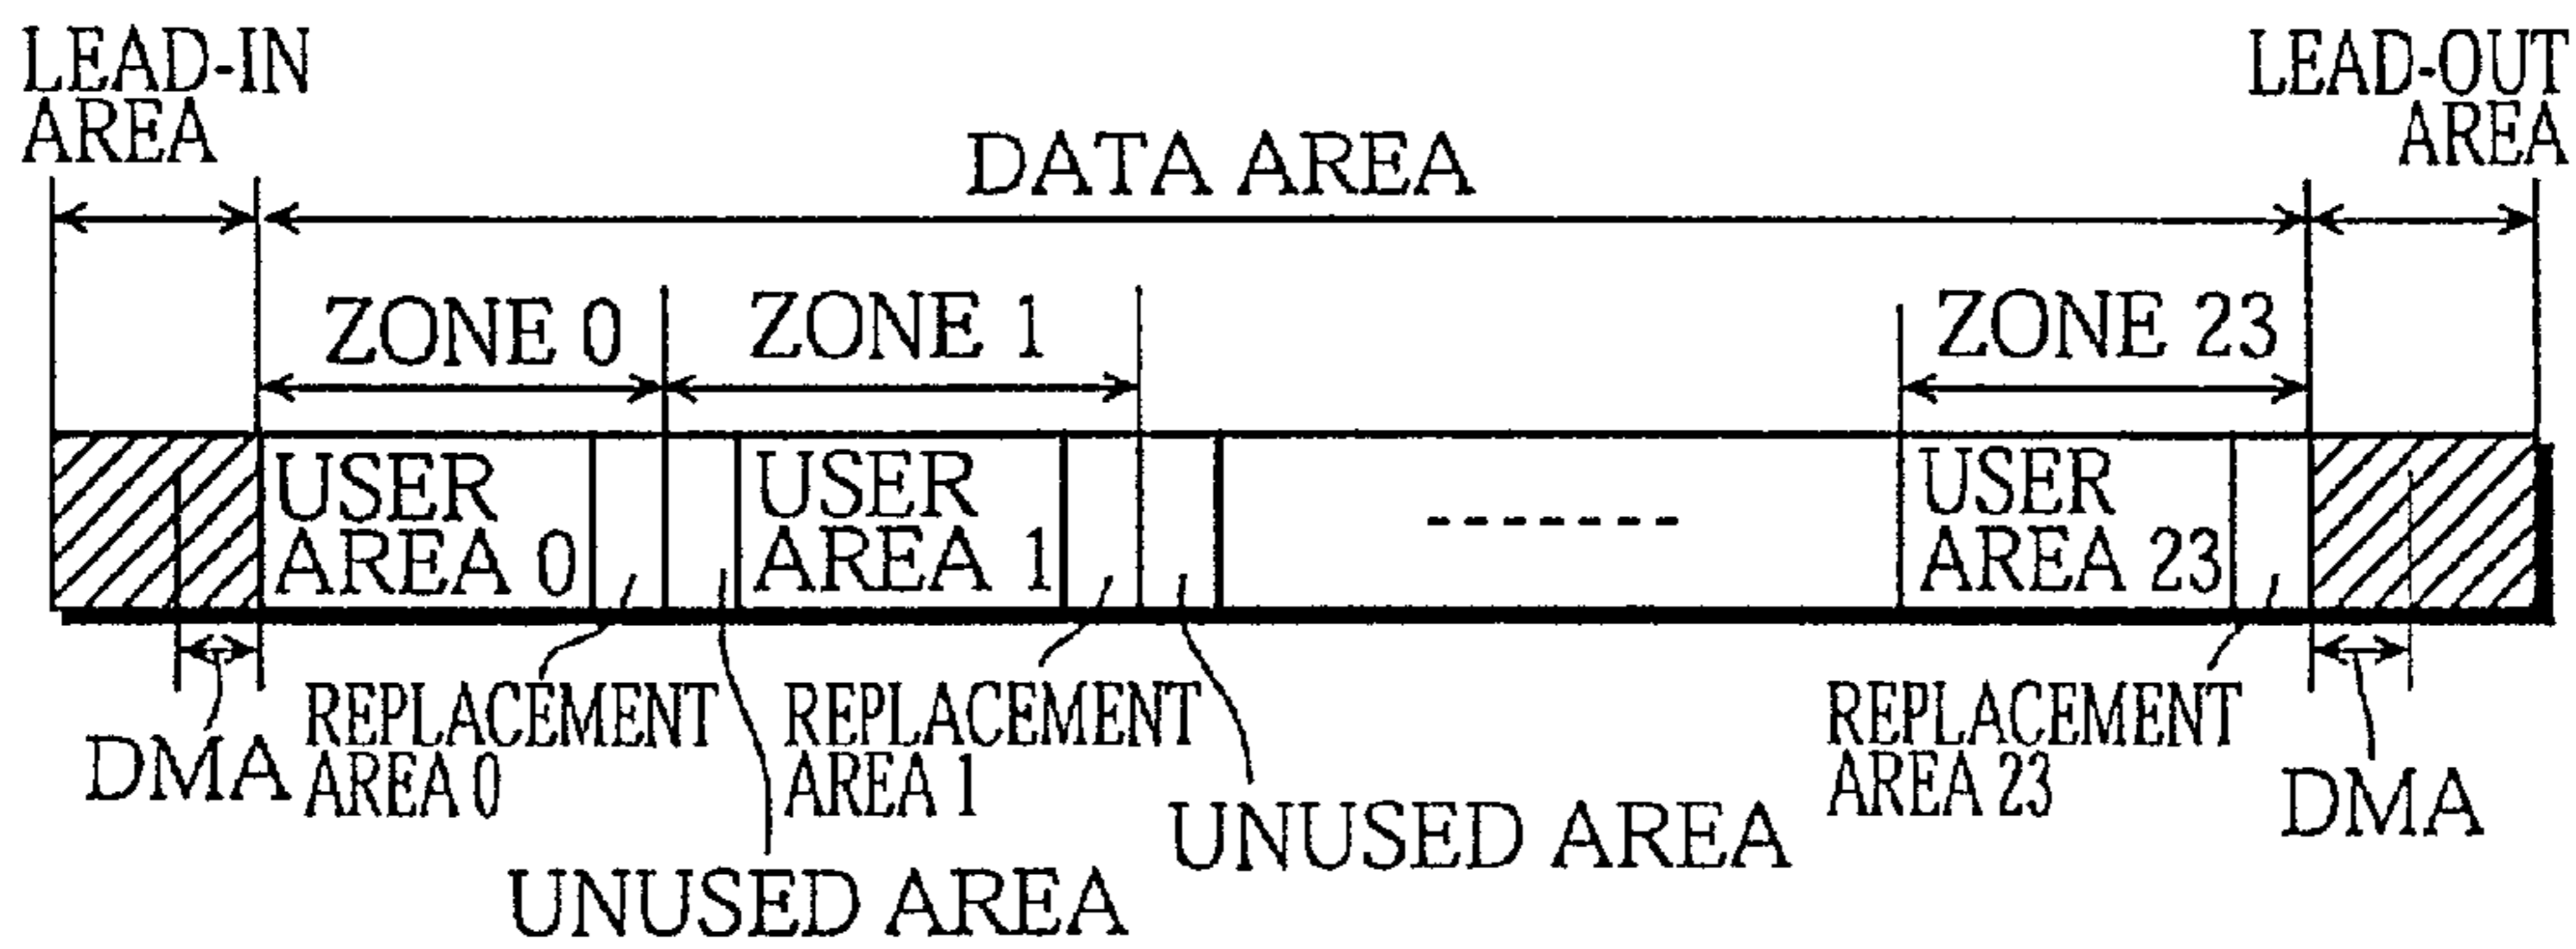 LEAD-IN
AREA
DATA AREA
LEAD-OUT
AREA
ZONE 0
ZONE 1
ZONE 23
USER
AREA 0
USER
AREA 1
-------
USER
AREA 23
DMA
REPLACEMENT
AREA 0
UNUSED AREA
REPLACEMENT
AREA 1
UNUSED AREA
REPLACEMENT
AREA 23
DMA